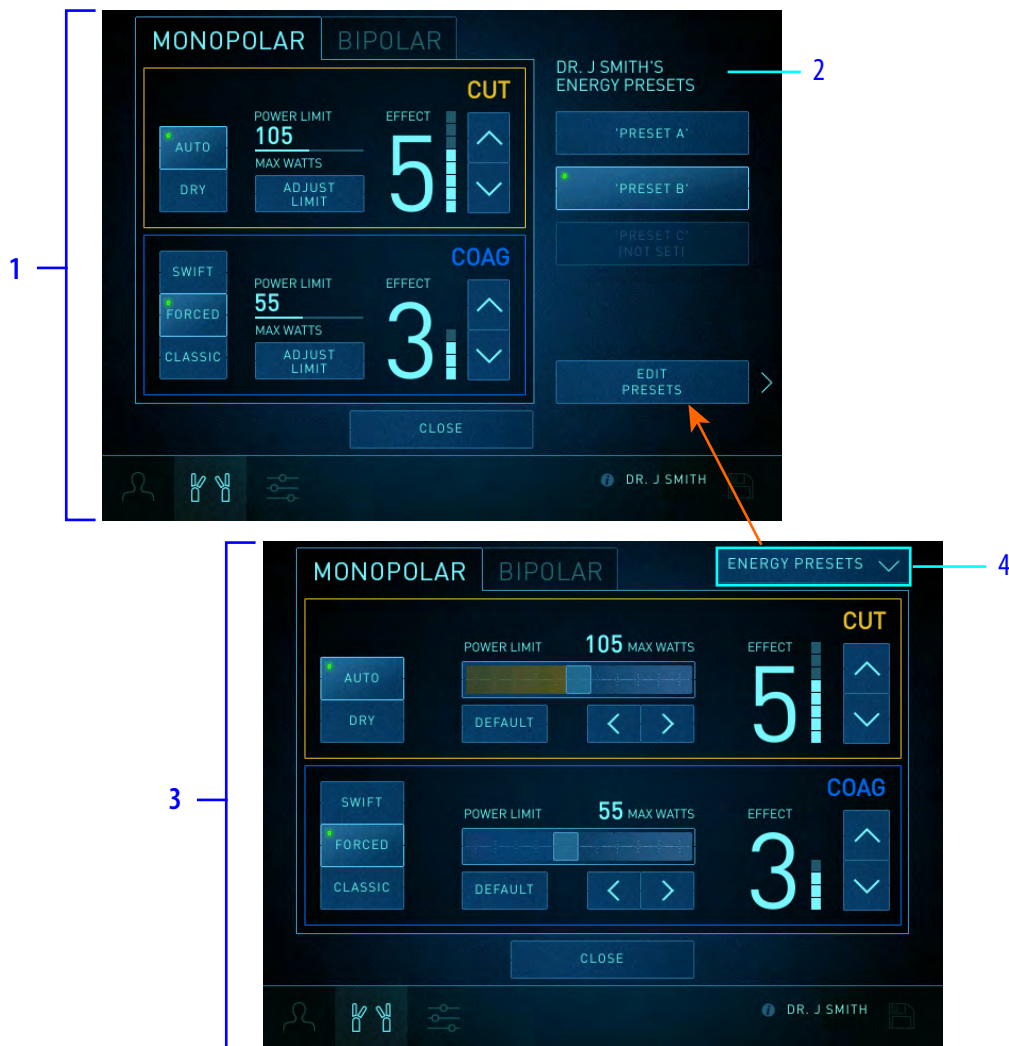 1
MONOPOLAR BIPOLAR
CUT
AUTO
DRY
POWER LIMIT
105
MAX WATTS
ADJUST
LIMIT
EFFECT
5
COAG
SWIFT
FORCED
CLASSIC
POWER LIMIT
55
MAX WATTS
ADJUST
LIMIT
EFFECT
3
DR. J SMITH'S
ENERGY PRESETS
2
'PRESET A'
'PRESET B'
'PRESET C'
(NOT SET)
EDIT
PRESETS
CLOSE
DR. J SMITH
3
MONOPOLAR BIPOLAR
ENERGY PRESETS
4
CUT
AUTO
DRY
POWER LIMIT 105 MAX WATTS
DEFAULT
EFFECT
5
COAG
SWIFT
FORCED
CLASSIC
POWER LIMIT 55 MAX WATTS
DEFAULT
EFFECT
3
CLOSE
DR. J SMITH